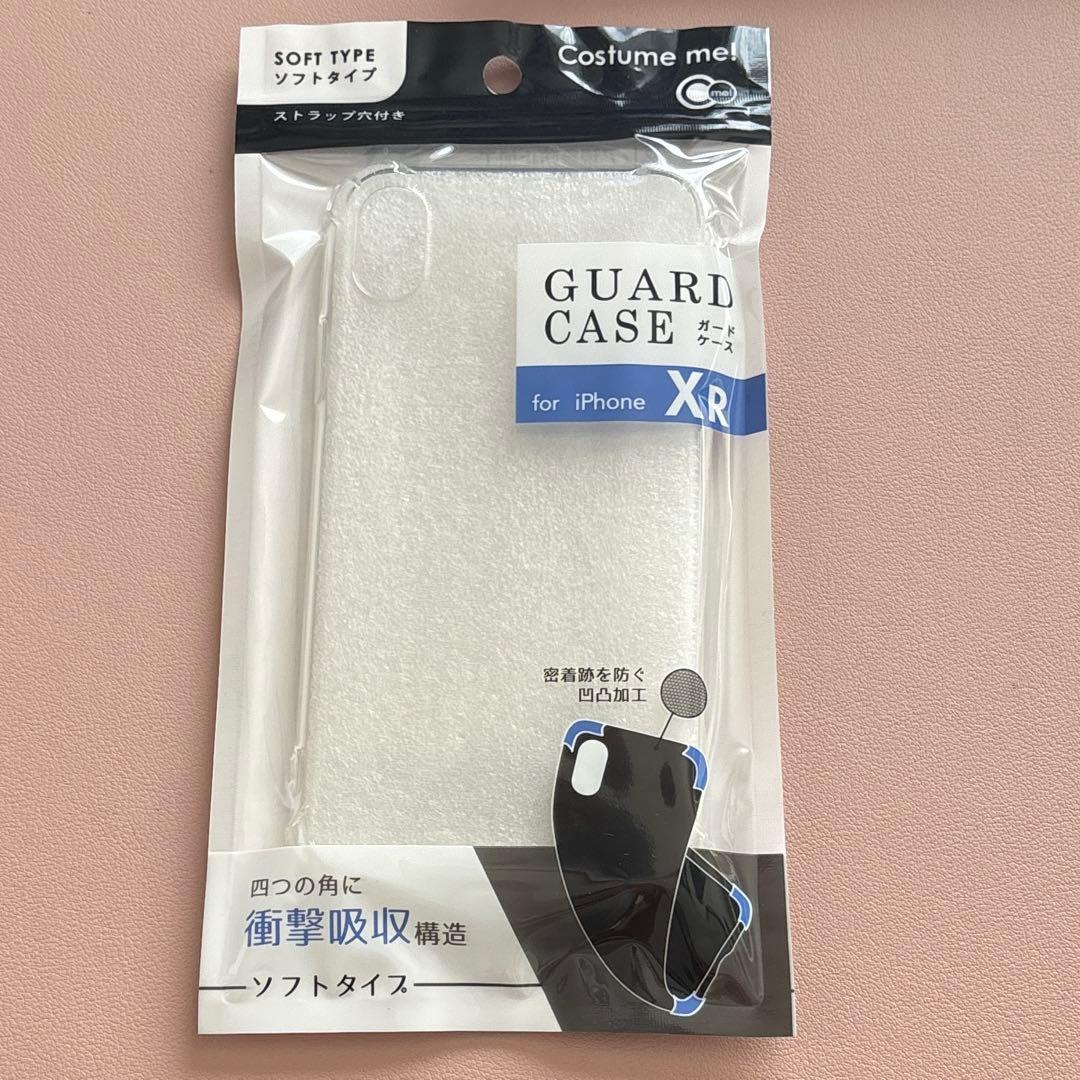 SOFT TYPE
ソフトタイプ
ストラップ穴付き
Costume me!
me!
GUARD
CASE ガード
ケース
for iPhone XR
密着跡を防ぐ
凹凸加工
四つの角に
衝撃吸収構造
ソフトタイプ